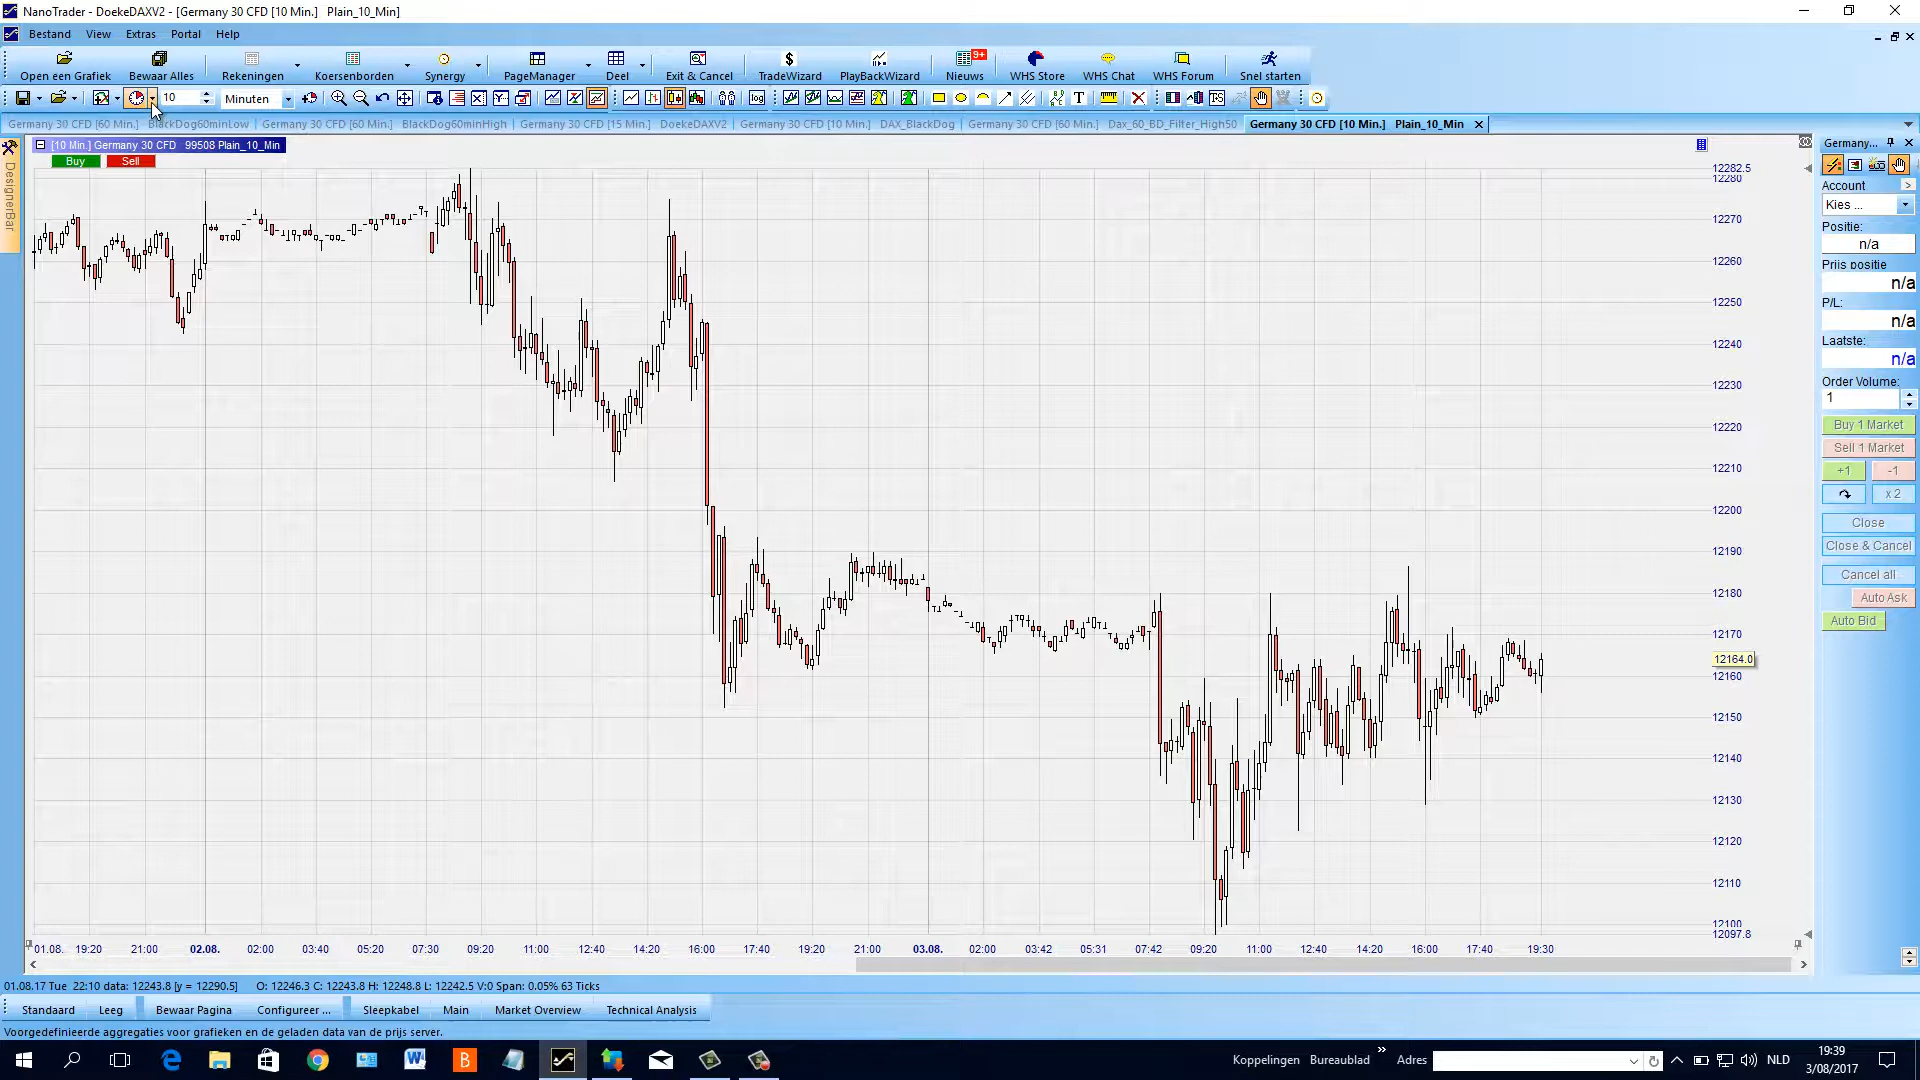 NanoTrader - DoekeDAXV2 - [Germany 30 CFD [10 Min.] Plain_10_Min]
Bestand View Extras Portal Help
Open een Grafiek Bewaar Alles Rekeningen Koersenborden Synergy PageManager Deel Exit & Cancel TradeWizard PlayBackWizard 9+ Nieuws WHS Store WHS Chat WHS Forum Snel starten
10 Minuten log
Germany 30 CFD [60 Min.] BlackDog60minLow Germany 30 CFD [60 Min.] BlackDog60minHigh Germany 30 CFD [15 Min.] DoekeDAXV2 Germany 30 CFD [10 Min.] DAX_BlackDog Germany 30 CFD [60 Min.] Dax_60_BD_Filter_High50 Germany 30 CFD [10 Min.] Plain_10_Min
DesignerBar
[10 Min.] Germany 30 CFD 99508 Plain_10_Min
Buy Sell
12282.5
12280
12270
12260
12250
12240
12230
12220
12210
12200
12190
12180
12170
12164.0
12160
12150
12140
12130
12120
12110
12100
12097.8
01.08. 19:20 21:00 02.08. 02:00 03:40 05:20 07:30 09:20 11:00 12:40 14:20 16:00 17:40 19:20 21:00 03.08. 02:00 03:42 05:31 07:42 09:20 11:00 12:40 14:20 16:00 17:40 19:30
Germany...
Account
Kies ...
Positie:
n/a
Prijs positie
n/a
P/L:
n/a
Laatste:
n/a
Order Volume:
1
Buy 1 Market
Sell 1 Market
+1 -1
x 2
Close
Close & Cancel
Cancel all
Auto Ask
Auto Bid
01.08.17 Tue 22:10 data: 12243.8 [y = 12290.5] O: 12246.3 C: 12243.8 H: 12248.8 L: 12242.5 V:0 Span: 0.05% 63 Ticks
Standaard Leeg Bewaar Pagina Configureer ... Sleepkabel Main Market Overview Technical Analysis
Voorgedefinieerde aggregaties voor grafieken en de geladen data van de prijs server.
Koppelingen Bureaublad Adres NLD 19:39
3/08/2017